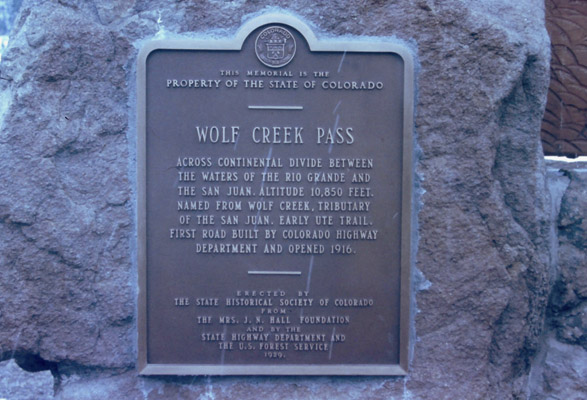 COLORADO
THIS MEMORIAL IS THE
PROPERTY OF THE STATE OF COLORADO
WOLF CREEK PASS
ACROSS CONTINENTAL DIVIDE BETWEEN
THE WATERS OF THE RIO GRANDE AND
THE SAN JUAN. ALTITUDE 10,850 FEET.
NAMED FROM WOLF CREEK, TRIBUTARY
OF THE SAN JUAN. EARLY UTE TRAIL.
FIRST ROAD BUILT BY COLORADO HIGHWAY
DEPARTMENT AND OPENED 1916.
ERECTED BY
THE STATE HISTORICAL SOCIETY OF COLORADO
FROM
THE MRS. J. N. HALL FOUNDATION
AND BY THE
STATE HIGHWAY DEPARTMENT AND
THE U.S. FOREST SERVICE
1929.